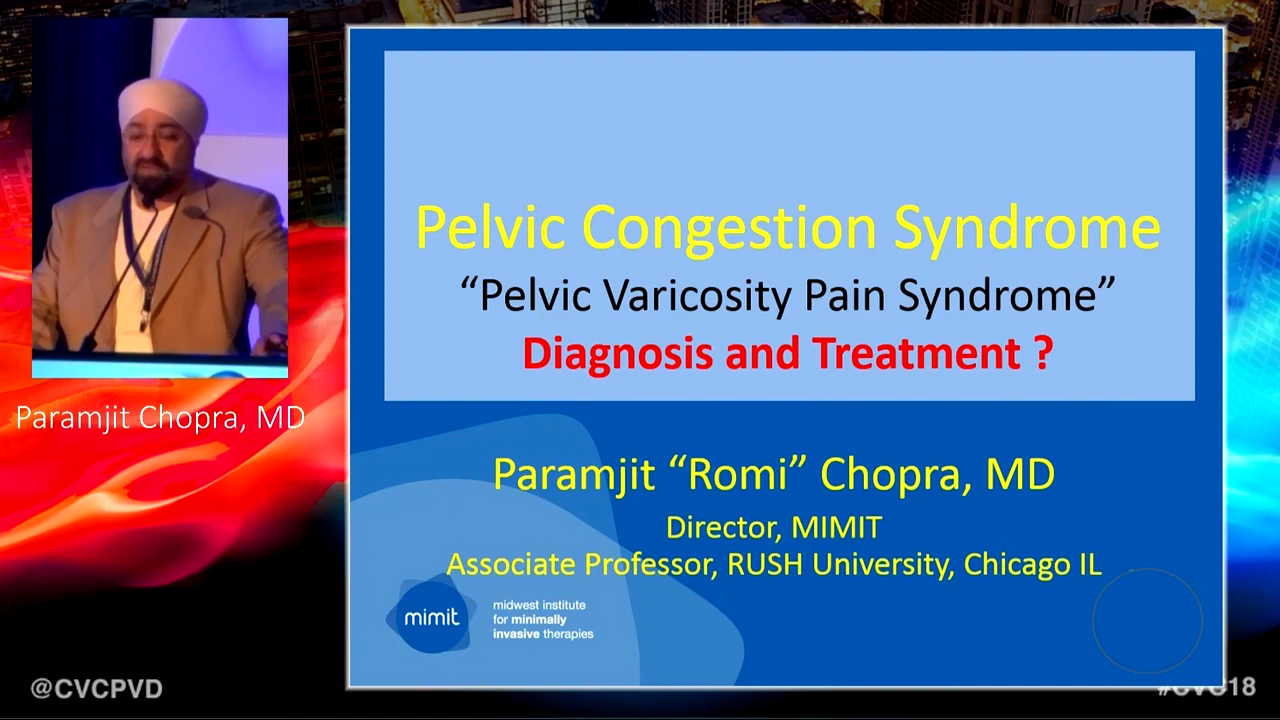 Pelvic Congestion Syndrome
“Pelvic Varicosity Pain Syndrome”
Diagnosis and Treatment ?
Paramjit Chopra, MD
Paramjit “Romi” Chopra, MD
Director, MIMIT
Associate Professor, RUSH University, Chicago IL
mimit
midwest institute
for minimally
invasive therapies
@CVCPVD
#CVC18